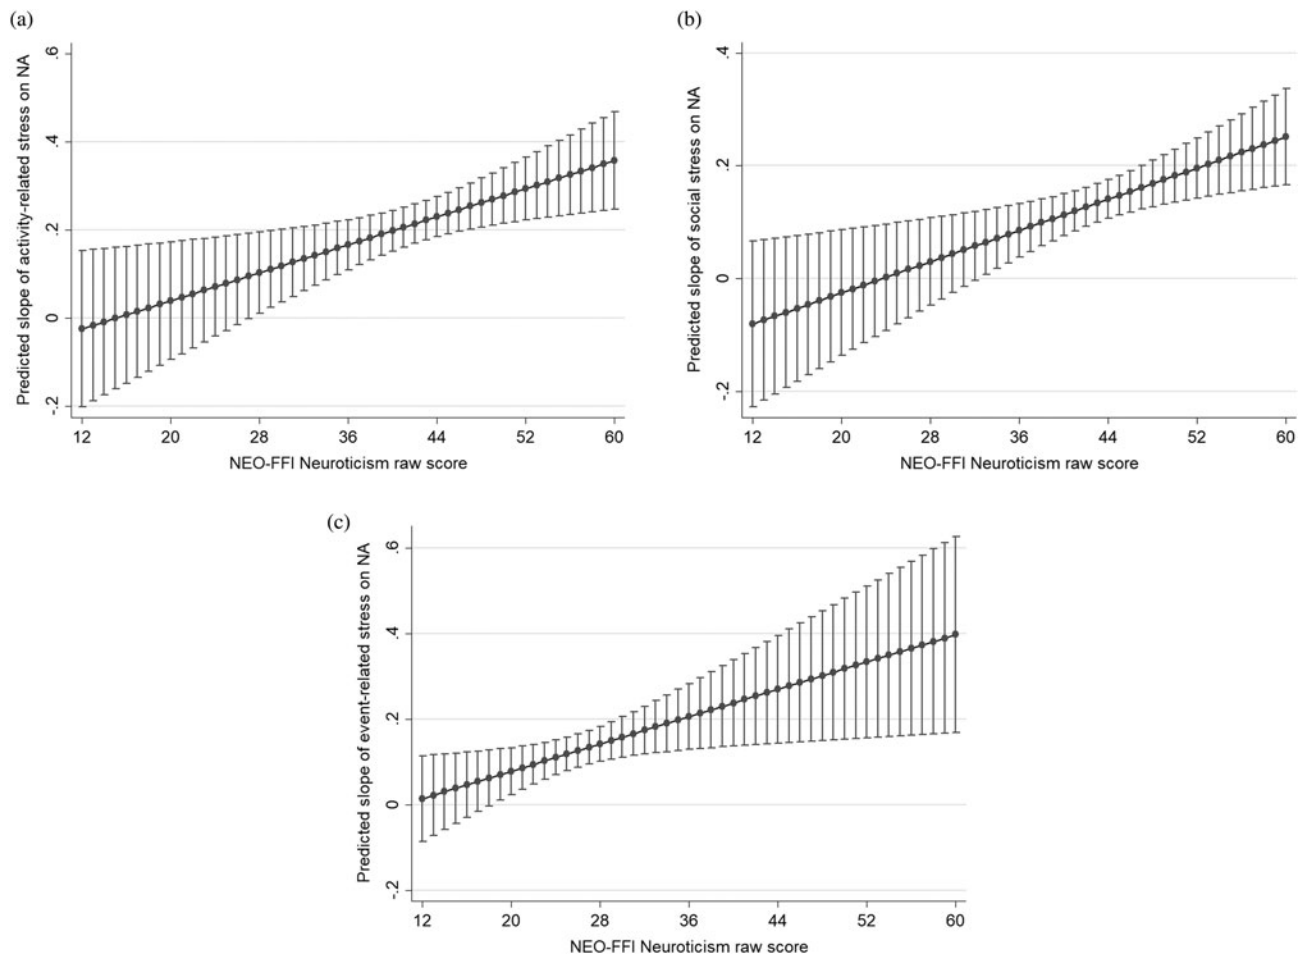 (a)
Predicted slope of activity-related stress on NA
.6
.4
.2
0
-.2
12 20 28 36 44 52 60
NEO-FFI Neuroticism raw score
(b)
Predicted slope of social stress on NA
.4
.2
0
-.2
12 20 28 36 44 52 60
NEO-FFI Neuroticism raw score
(c)
Predicted slope of event-related stress on NA
.6
.4
.2
0
-.2
12 20 28 36 44 52 60
NEO-FFI Neuroticism raw score